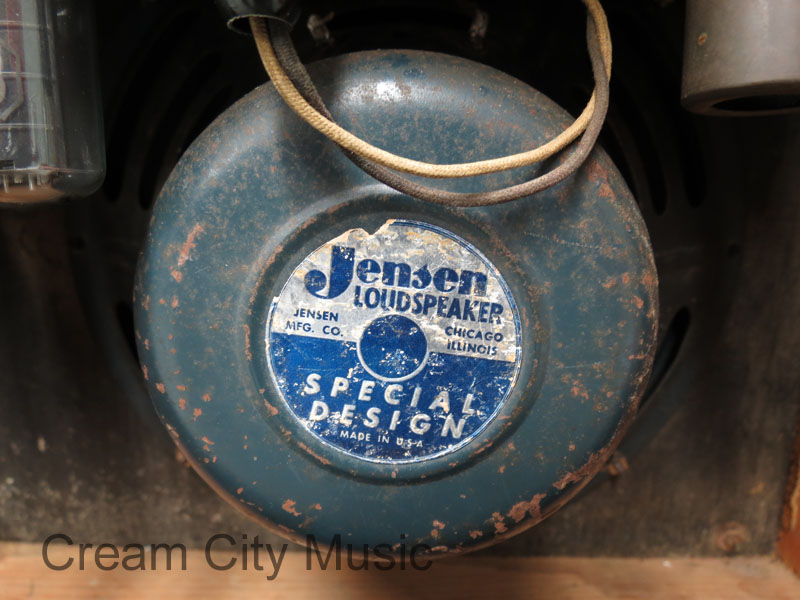 Jensen
LOUDSPEAKER
JENSEN
MFG. CO.
CHICAGO
ILLINOIS
SPECIAL
DESIGN
MADE IN U.S.A.
Cream City Music